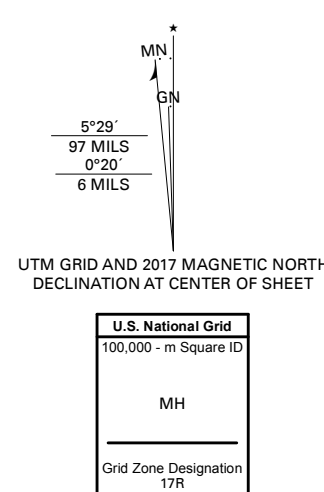 ★
MN
GN
5°29´
97 MILS
0°20´
6 MILS
UTM GRID AND 2017 MAGNETIC NORTH
DECLINATION AT CENTER OF SHEET
U.S. National Grid
100,000 - m Square ID
MH
Grid Zone Designation
17R